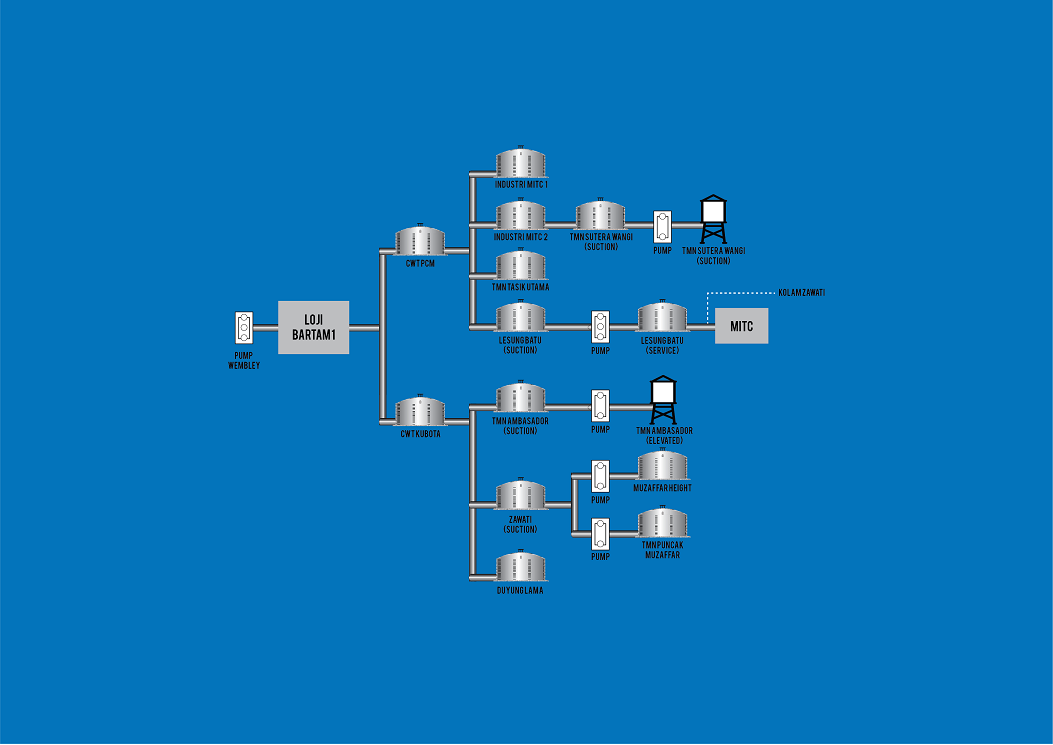 INDUSTRI MITC 1
INDUSTRI MITC 2
TMN SUTERA WANGI
(SUCTION)
PUMP
TMN SUTERA WANGI
(SUCTION)
CWT PCM
TMN TASIK UTAMA
KOLAM ZAWATI
LOJI
BARTAM 1
LESUNG BATU
(SUCTION)
PUMP
LESUNG BATU
(SERVICE)
MITC
PUMP
WEMBLEY
CWT KUBOTA
TMN AMBASADOR
(SUCTION)
PUMP
TMN AMBASADOR
(ELEVATED)
PUMP
MUZAFFAR HEIGHT
ZAWATI
(SUCTION)
PUMP
TMN PUNCAK
MUZAFFAR
DUYUNG LAMA